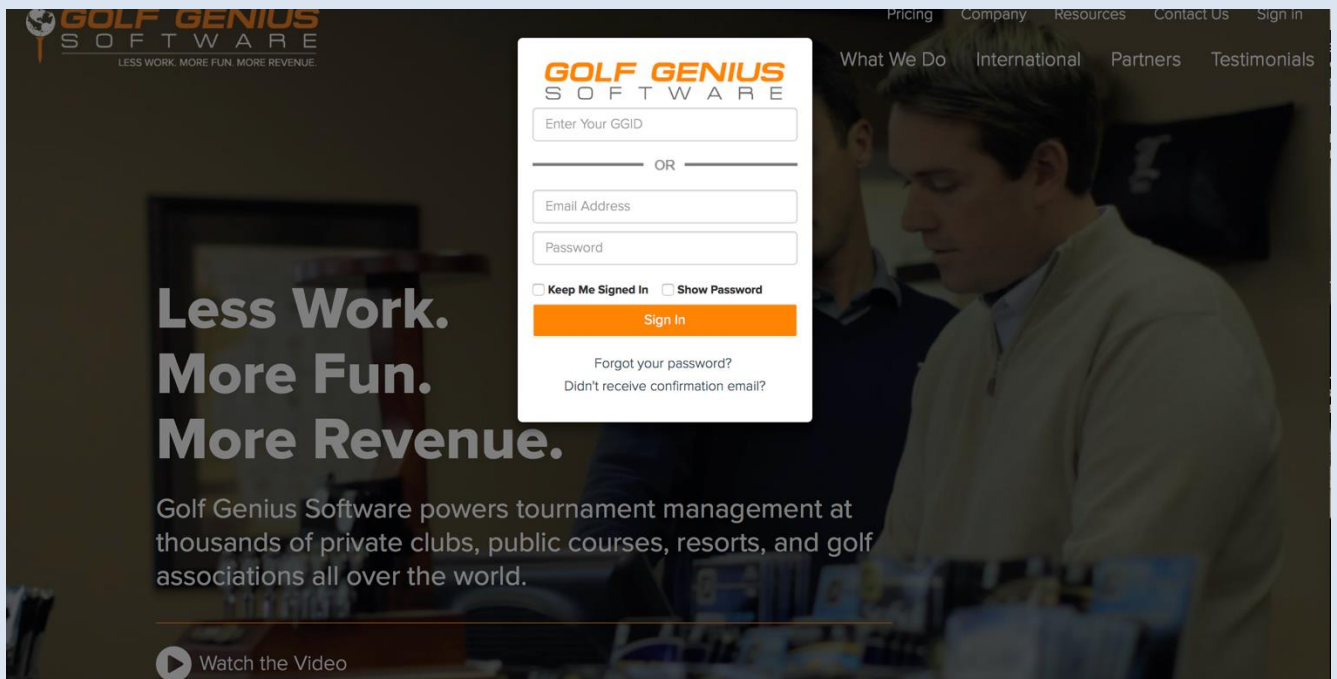 GOLF GENIUS
SOFTWARE
LESS WORK. MORE FUN. MORE REVENUE.
Pricing Company Resources Contact Us Sign In
What We Do International Partners Testimonials
GOLF GENIUS
SOFTWARE
Enter Your GGID
OR
Email Address
Password
Keep Me Signed In Show Password
Sign In
Forgot your password?
Didn't receive confirmation email?
Less Work.
More Fun.
More Revenue.
Golf Genius Software powers tournament management at
thousands of private clubs, public courses, resorts, and golf
associations all over the world.
Watch the Video